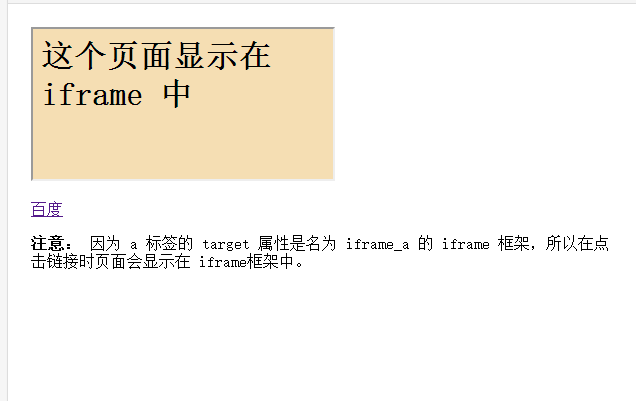 这个页面显示在
iframe 中
百度
注意： 因为 a 标签的 target 属性是名为 iframe_a 的 iframe 框架，所以在点
击链接时页面会显示在 iframe框架中。